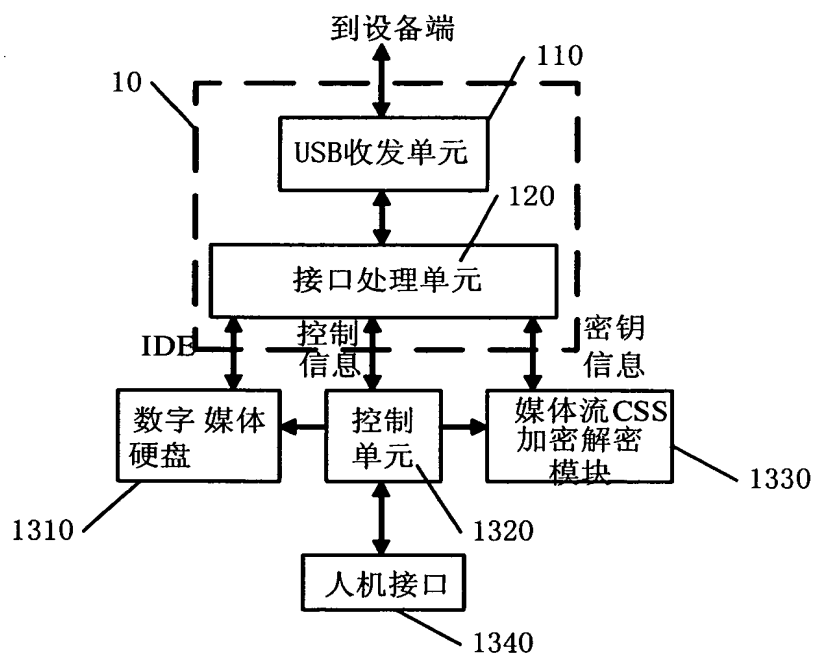 到设备端
110
10
USB收发单元
120
接口处理单元
IDE
控制
信息
密钥
信息
数字 媒体
硬盘
控制
单元
媒体流CSS
加密解密
模块
1310
1320
1330
人机接口
1340